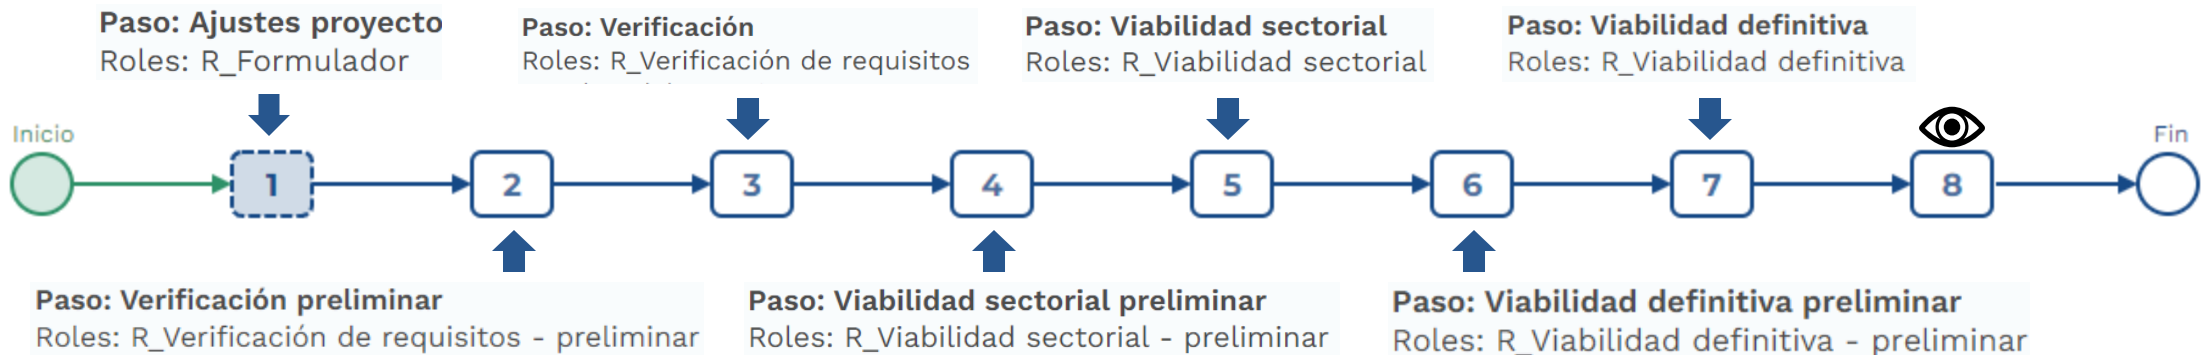 Paso: Ajustes proyecto
Roles: R_Formulador
Paso: Verificación
Roles: R_Verificación de requisitos
Paso: Viabilidad sectorial
Roles: R_Viabilidad sectorial
Paso: Viabilidad definitiva
Roles: R_Viabilidad definitiva
Inicio
1
2
3
4
5
6
7
8
Fin
Paso: Verificación preliminar
Roles: R_Verificación de requisitos - preliminar
Paso: Viabilidad sectorial preliminar
Roles: R_Viabilidad sectorial - preliminar
Paso: Viabilidad definitiva preliminar
Roles: R_Viabilidad definitiva - preliminar